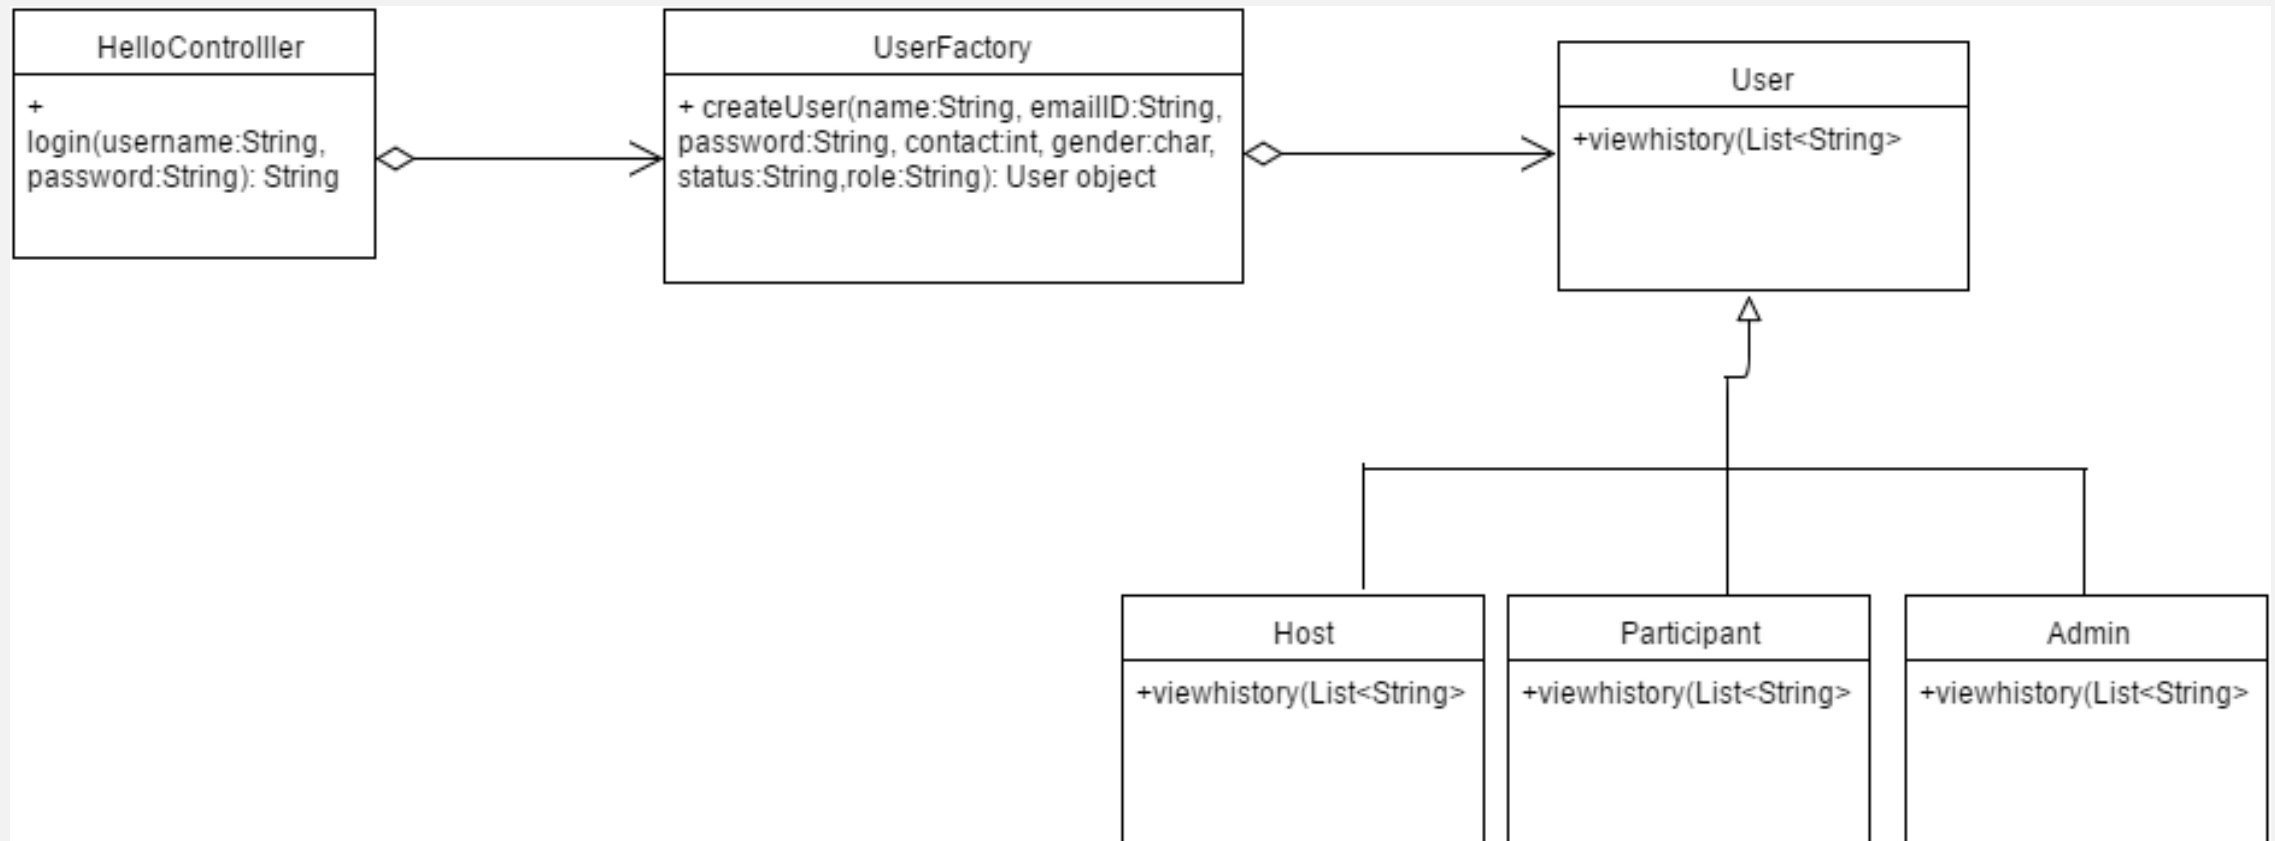 HelloControlller
+
login(username:String,
password:String): String
UserFactory
+ createUser(name:String, emailID:String,
password:String, contact:int, gender:char,
status:String,role:String): User object
User
+viewhistory(List<String>
Host
+viewhistory(List<String>
Participant
+viewhistory(List<String>
Admin
+viewhistory(List<String>